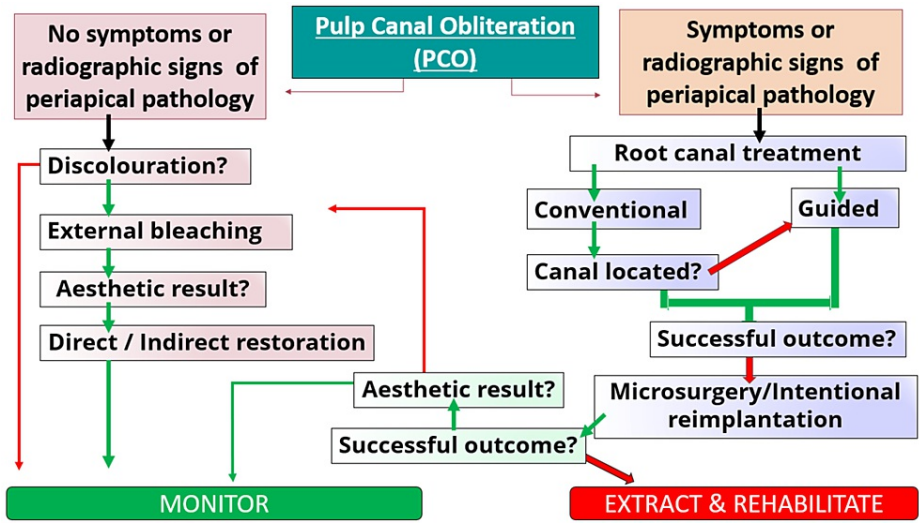 Pulp Canal Obliteration
(PCO)
No symptoms or
radiographic signs of
periapical pathology
Discolouration?
External bleaching
Aesthetic result?
Direct / Indirect restoration
Symptoms or
radiographic signs of
periapical pathology
Root canal treatment
Conventional
Guided
Canal located?
Successful outcome?
Microsurgery/Intentional
reimplantation
Aesthetic result?
Successful outcome?
MONITOR
EXTRACT & REHABILITATE